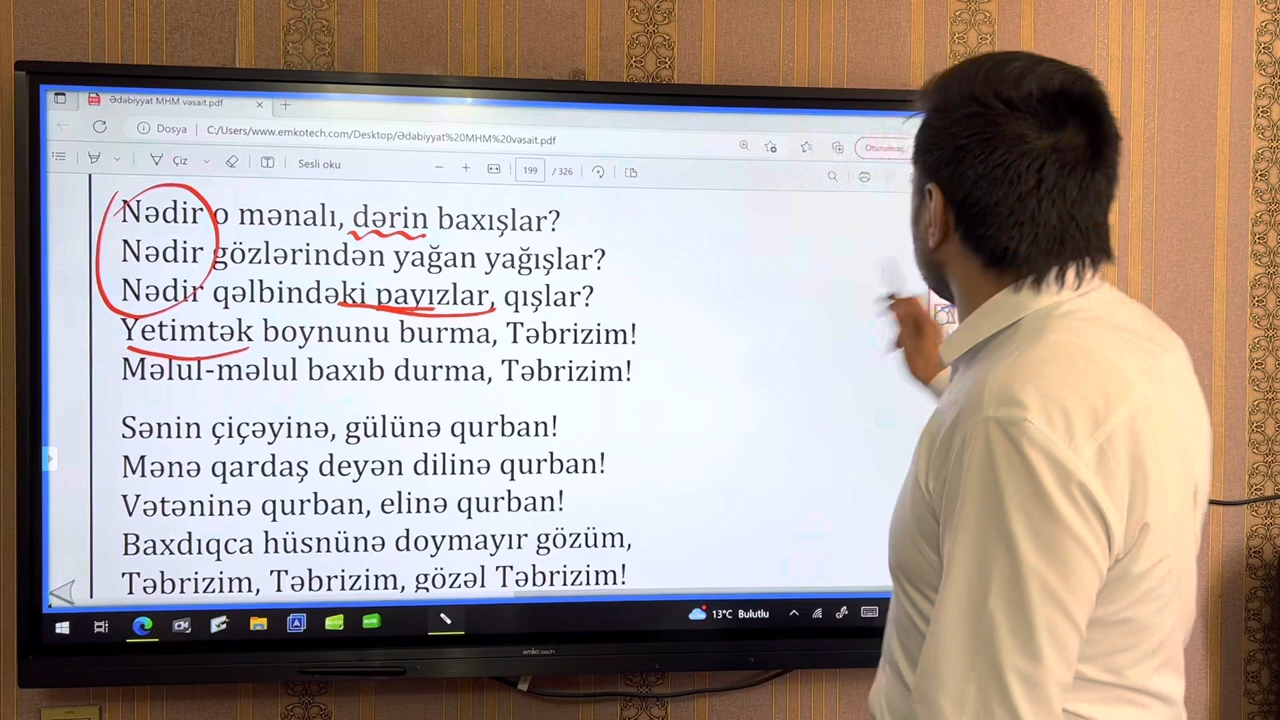 Ədəbiyyat MHM vəsait.pdf
Dosya C:/Users/www.emkotech.com/Desktop/Ədəbiyyat%20MHM%20vəsait.pdf
Çiz Sesli oku 199 / 326
Nədir o mənalı, dərin baxışlar?
Nədir gözlərindən yağan yağışlar?
Nədir qəlbindəki payızlar, qışlar?
Yetimtək boynunu burma, Təbrizim!
Məlul-məlul baxıb durma, Təbrizim!
Sənin çiçəyinə, gülünə qurban!
Mənə qardaş deyən dilinə qurban!
Vətəninə qurban, elinə qurban!
Baxdıqca hüsnünə doymayır gözüm,
Təbrizim, Təbrizim, gözəl Təbrizim!
13°C Bulutlu
emkotech